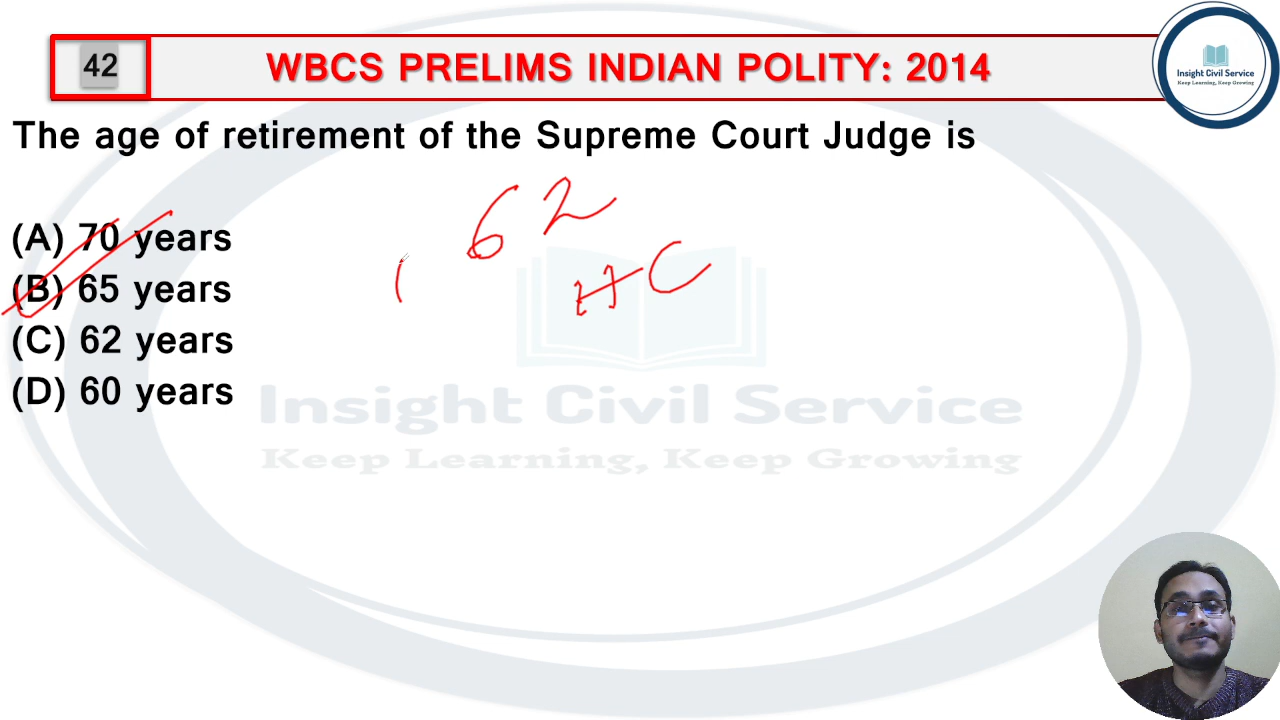 42
WBCS PRELIMS INDIAN POLITY: 2014
Insight Civil Service
Keep Learning, Keep Growing
The age of retirement of the Supreme Court Judge is
62
HC
(A) 70 years
(B) 65 years
(C) 62 years
(D) 60 years
Insight Civil Service
Keep Learning, Keep Growing